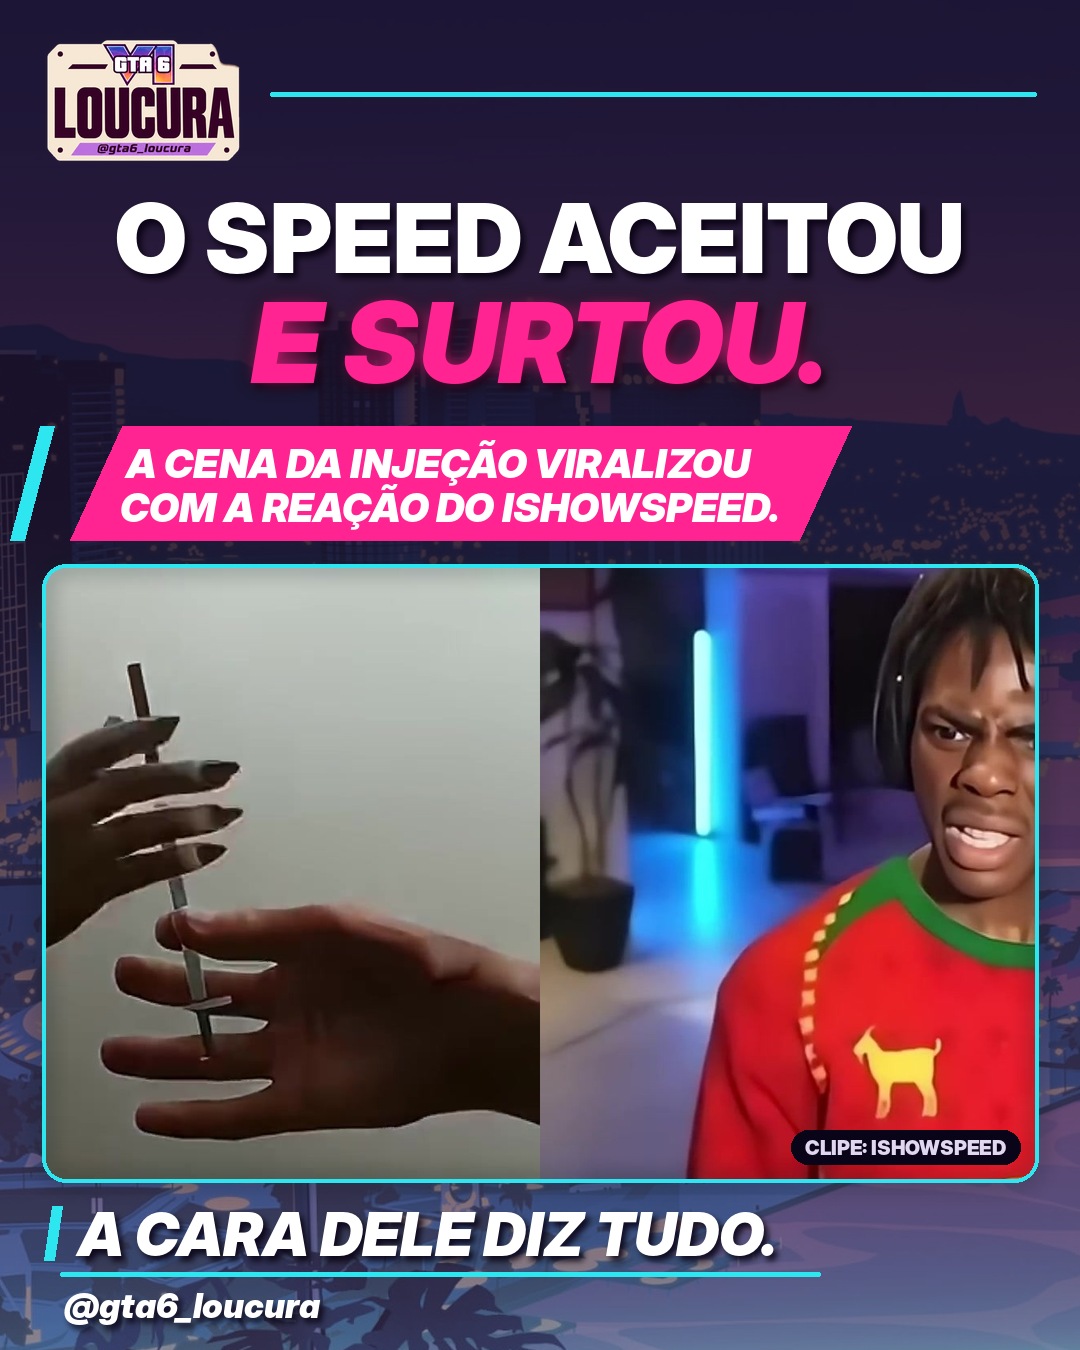 VI
GTA 6
LOUCURA
@gta6_loucura
O SPEED ACEITOU
E SURTOU.
A CENA DA INJEÇÃO VIRALIZOU
COM A REAÇÃO DO ISHOWSPEED.
CLIPE: ISHOWSPEED
A CARA DELE DIZ TUDO.
@gta6_loucura